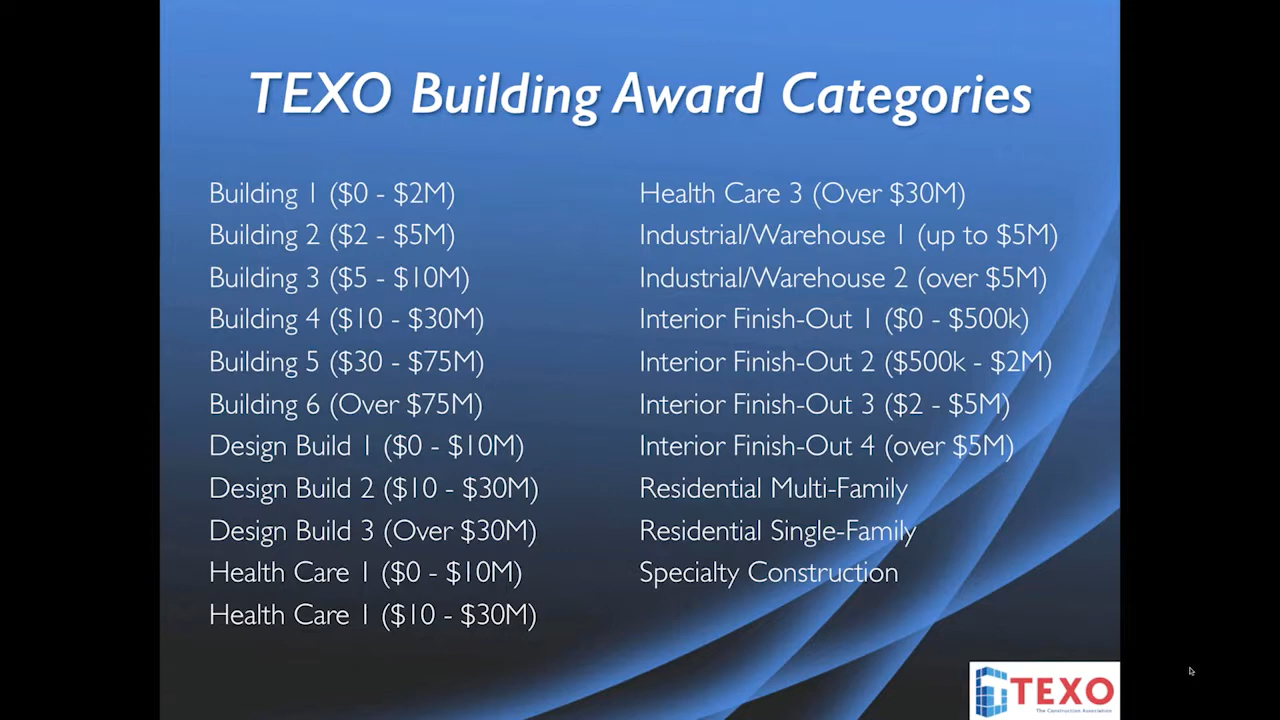 TEXO Building Award Categories
Building 1 ($0 - $2M)
Building 2 ($2 - $5M)
Building 3 ($5 - $10M)
Building 4 ($10 - $30M)
Building 5 ($30 - $75M)
Building 6 (Over $75M)
Design Build 1 ($0 - $10M)
Design Build 2 ($10 - $30M)
Design Build 3 (Over $30M)
Health Care 1 ($0 - $10M)
Health Care 1 ($10 - $30M)
Health Care 3 (Over $30M)
Industrial/Warehouse 1 (up to $5M)
Industrial/Warehouse 2 (over $5M)
Interior Finish-Out 1 ($0 - $500k)
Interior Finish-Out 2 ($500k - $2M)
Interior Finish-Out 3 ($2 - $5M)
Interior Finish-Out 4 (over $5M)
Residential Multi-Family
Residential Single-Family
Specialty Construction
TEXO
The Construction Association